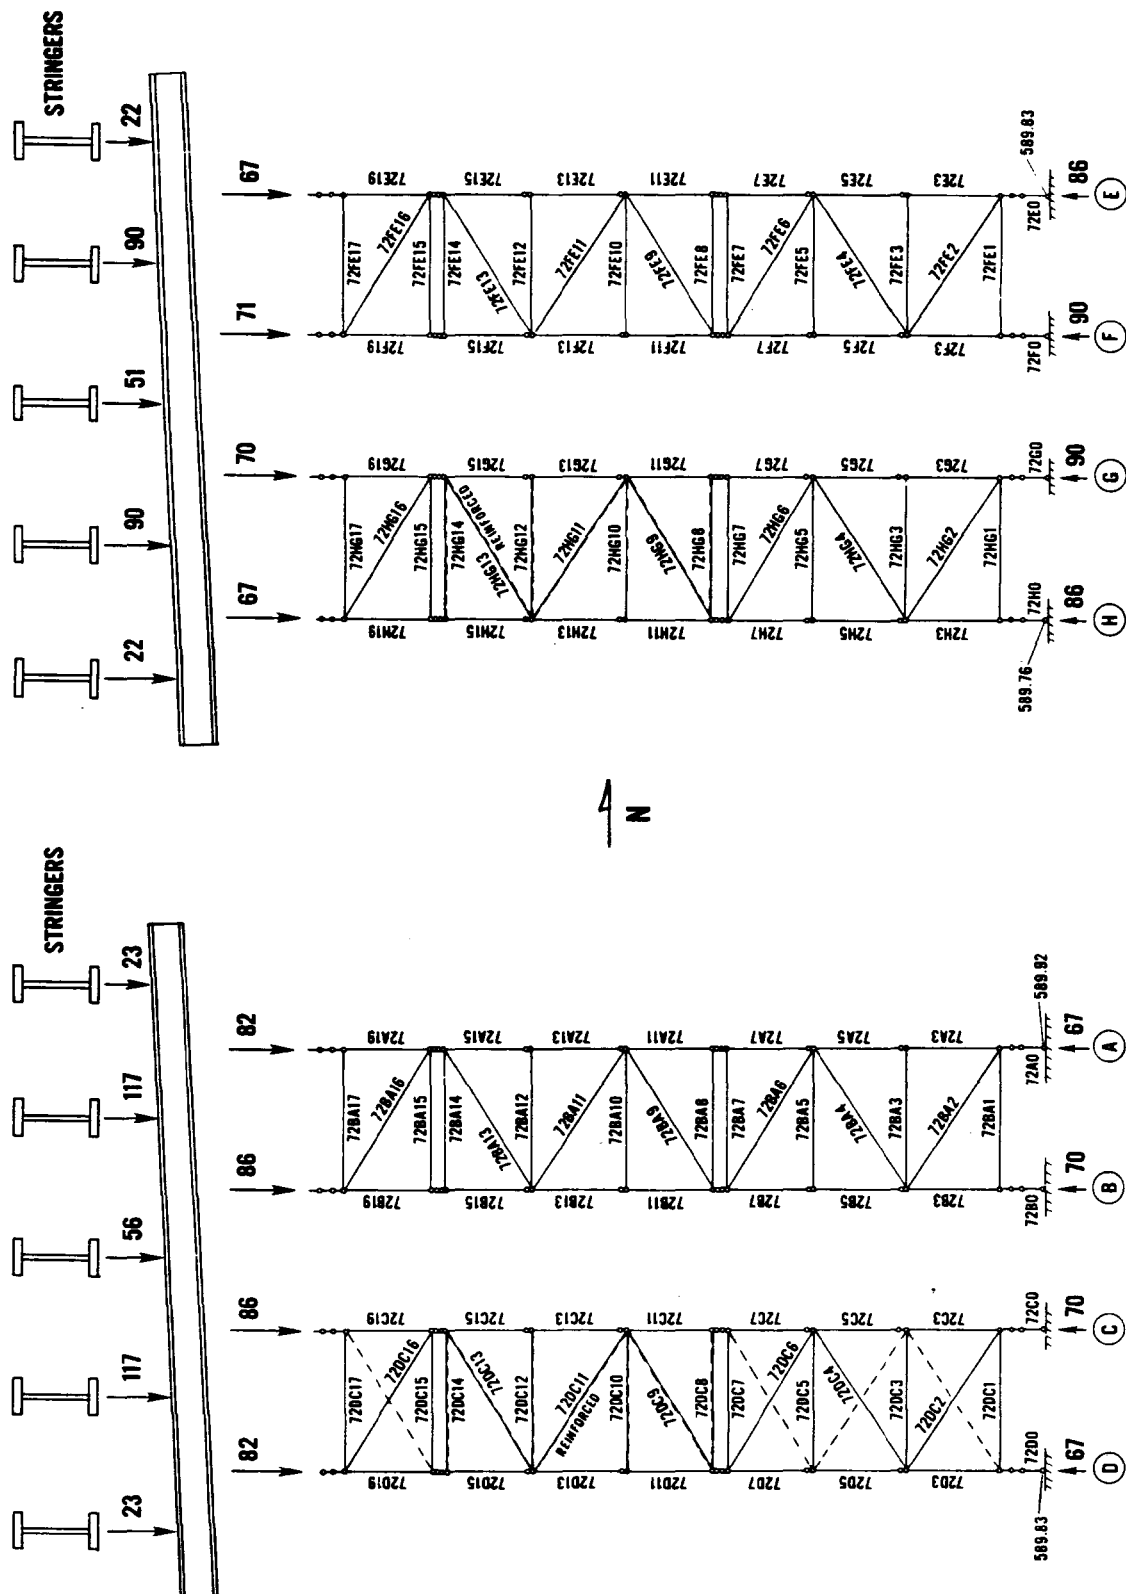 STRINGERS
23
117
56
117
23
82
86
86
82
72DC17
72DC16
72DC15
72DC14
72DC13
72DC12
72DC11
REINFORCED
72DC10
72DC9
72DC8
72DC7
72DC6
72DC5
72DC4
72DC3
72DC2
72DC1
72D19
72D15
72D13
72D11
72D7
72D5
72D3
72D0
72C19
72C15
72C13
72C11
72C7
72C5
72C3
72C0
589.83
67
D
70
C
72BA17
72BA16
72BA15
72BA14
72BA13
72BA12
72BA11
72BA10
72BA9
72BA8
72BA7
72BA6
72BA5
72BA4
72BA3
72BA2
72BA1
72B19
72B15
72B13
72B11
72B7
72B5
72B3
72B0
72A19
72A15
72A13
72A11
72A7
72A5
72A3
72A0
589.92
70
B
67
A
N
STRINGERS
22
90
51
90
22
67
70
71
67
72HG17
72HG16
72HG15
72HG14
REINFORCED
72HG13
72HG12
72HG11
72HG10
72HG9
72HG8
72HG7
72HG6
72HG5
72HG4
72HG3
72HG2
72HG1
72H19
72H15
72H13
72H11
72H7
72H5
72H3
72H0
72G19
72G15
72G13
72G11
72G7
72G5
72G3
72G0
589.76
86
H
90
G
72FE17
72FE16
72FE15
72FE14
72FE13
72FE12
72FE11
72FE10
72FE9
72FE8
72FE7
72FE6
72FE5
72FE4
72FE3
72FE2
72FE1
72F19
72F15
72F13
72F11
72F7
72F5
72F3
72F0
72E19
72E15
72E13
72E11
72E7
72E5
72E3
72E0
589.83
90
F
86
E